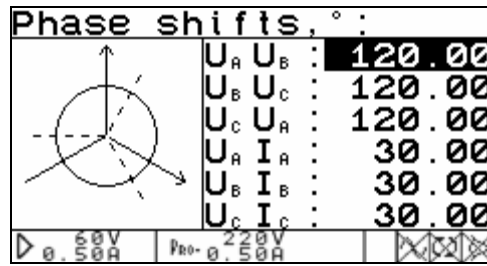 Phase shifts,°:
UA UB : 120.00
UB UC : 120.00
UC UA : 120.00
UA IA : 30.00
UB IB : 30.00
UC IC : 30.00
60V 0.50A PRO- 220V 0.50A